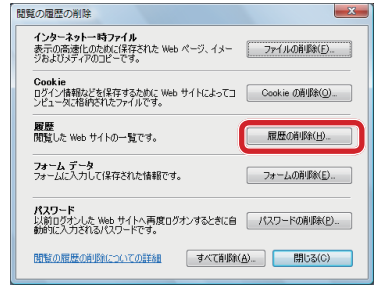 閲覧の履歴の削除
インターネット一時ファイル
表示の高速化のために保存された Web ページ、イメー
ジおよびメディアのコピーです。
ファイルの削除(F)...
Cookie
ログイン情報などを保存するために Web サイトによってコ
ンピュータに格納されたファイルです。
Cookie の削除(O)...
履歴
閲覧した Web サイトの一覧です。
履歴の削除(H)...
フォーム データ
フォームに入力して保存された情報です。
フォームの削除(E)...
パスワード
以前ログオンした Web サイトへ再度ログオンするときに自
動的に入力されるパスワードです。
パスワードの削除(P)...
閲覧の履歴の削除についての詳細
すべて削除(A)...
閉じる(C)